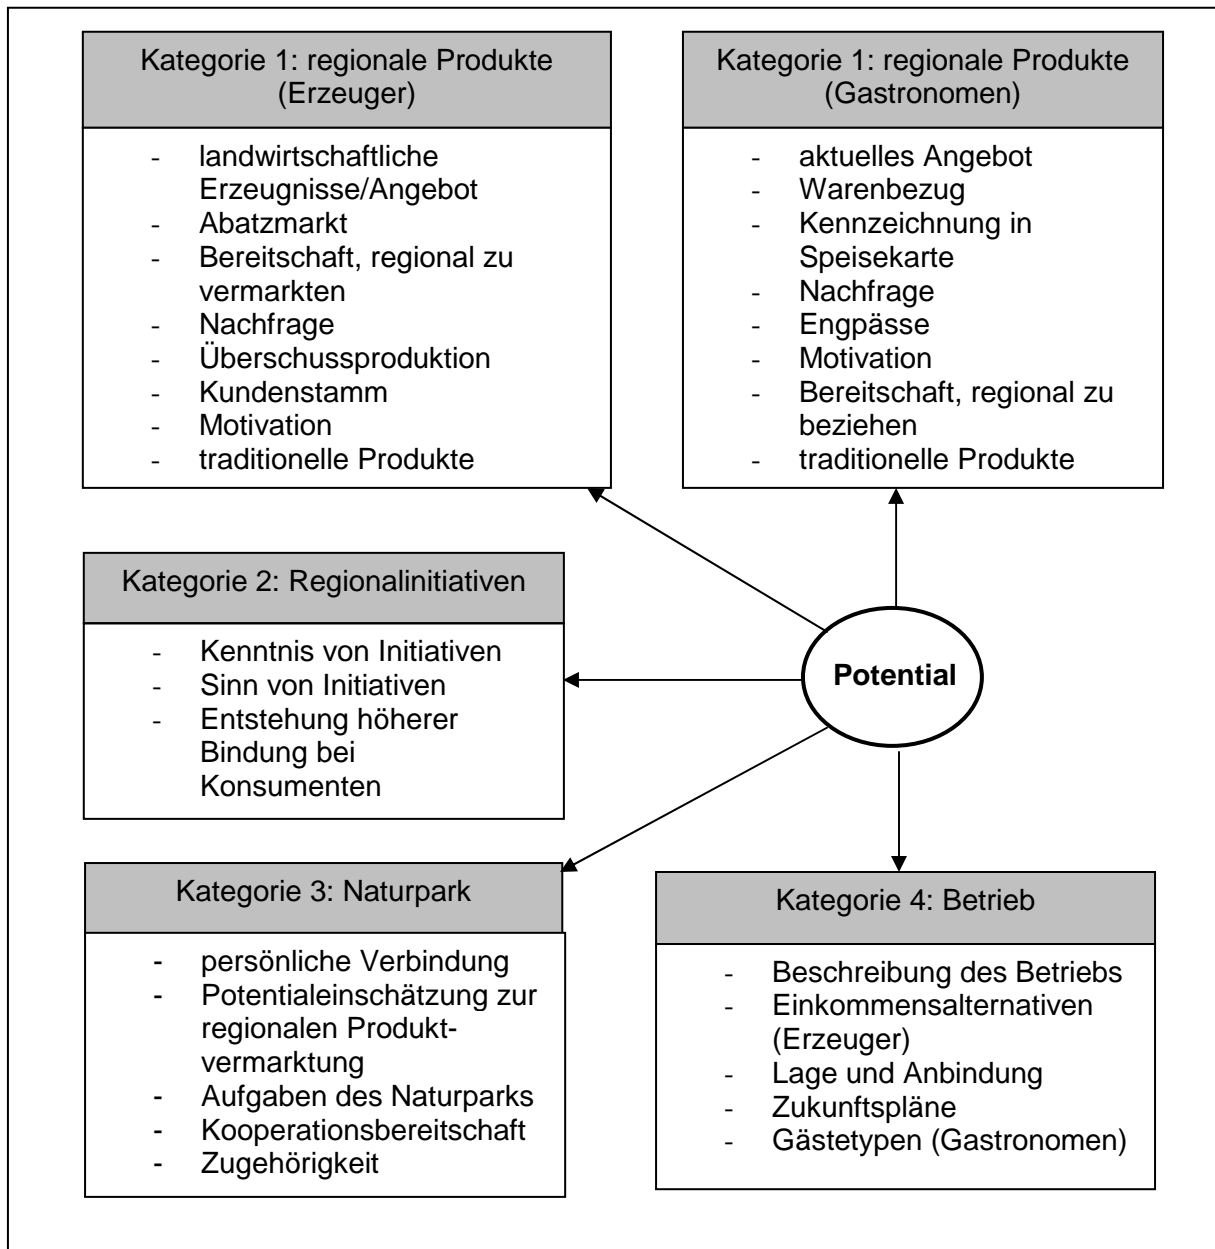 Kategorie 1: regionale Produkte
(Erzeuger)
- landwirtschaftliche
Erzeugnisse/Angebot
- Abatzmarkt
- Bereitschaft, regional zu
vermarkten
- Nachfrage
- Überschussproduktion
- Kundenstamm
- Motivation
- traditionelle Produkte
Kategorie 1: regionale Produkte
(Gastronomen)
- aktuelles Angebot
- Warenbezug
- Kennzeichnung in
Speisekarte
- Nachfrage
- Engpässe
- Motivation
- Bereitschaft, regional zu
beziehen
- traditionelle Produkte
Kategorie 2: Regionalinitiativen
- Kenntnis von Initiativen
- Sinn von Initiativen
- Entstehung höherer
Bindung bei
Konsumenten
Potential
Kategorie 3: Naturpark
- persönliche Verbindung
- Potentialeinschätzung zur
regionalen Produkt-
vermarktung
- Aufgaben des Naturparks
- Kooperationsbereitschaft
- Zugehörigkeit
Kategorie 4: Betrieb
- Beschreibung des Betriebs
- Einkommensalternativen
(Erzeuger)
- Lage und Anbindung
- Zukunftspläne
- Gästetypen (Gastronomen)